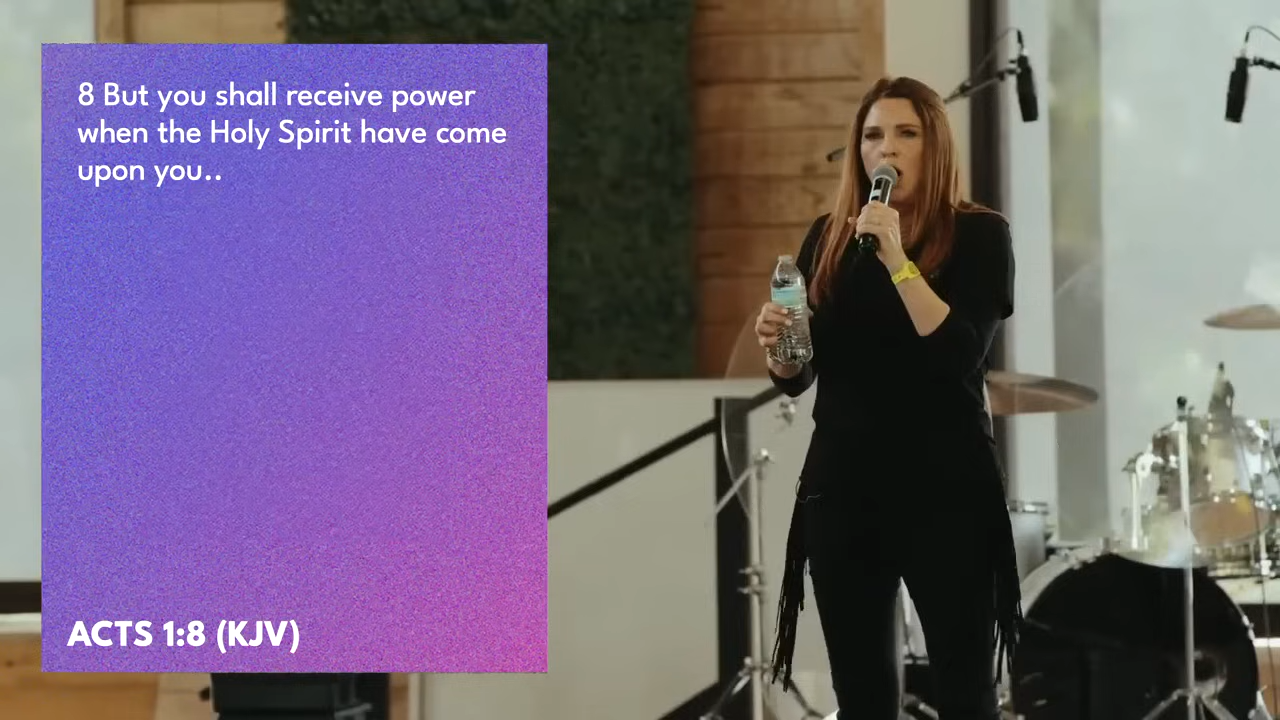 8 But you shall receive power
when the Holy Spirit have come
upon you..
ACTS 1:8 (KJV)